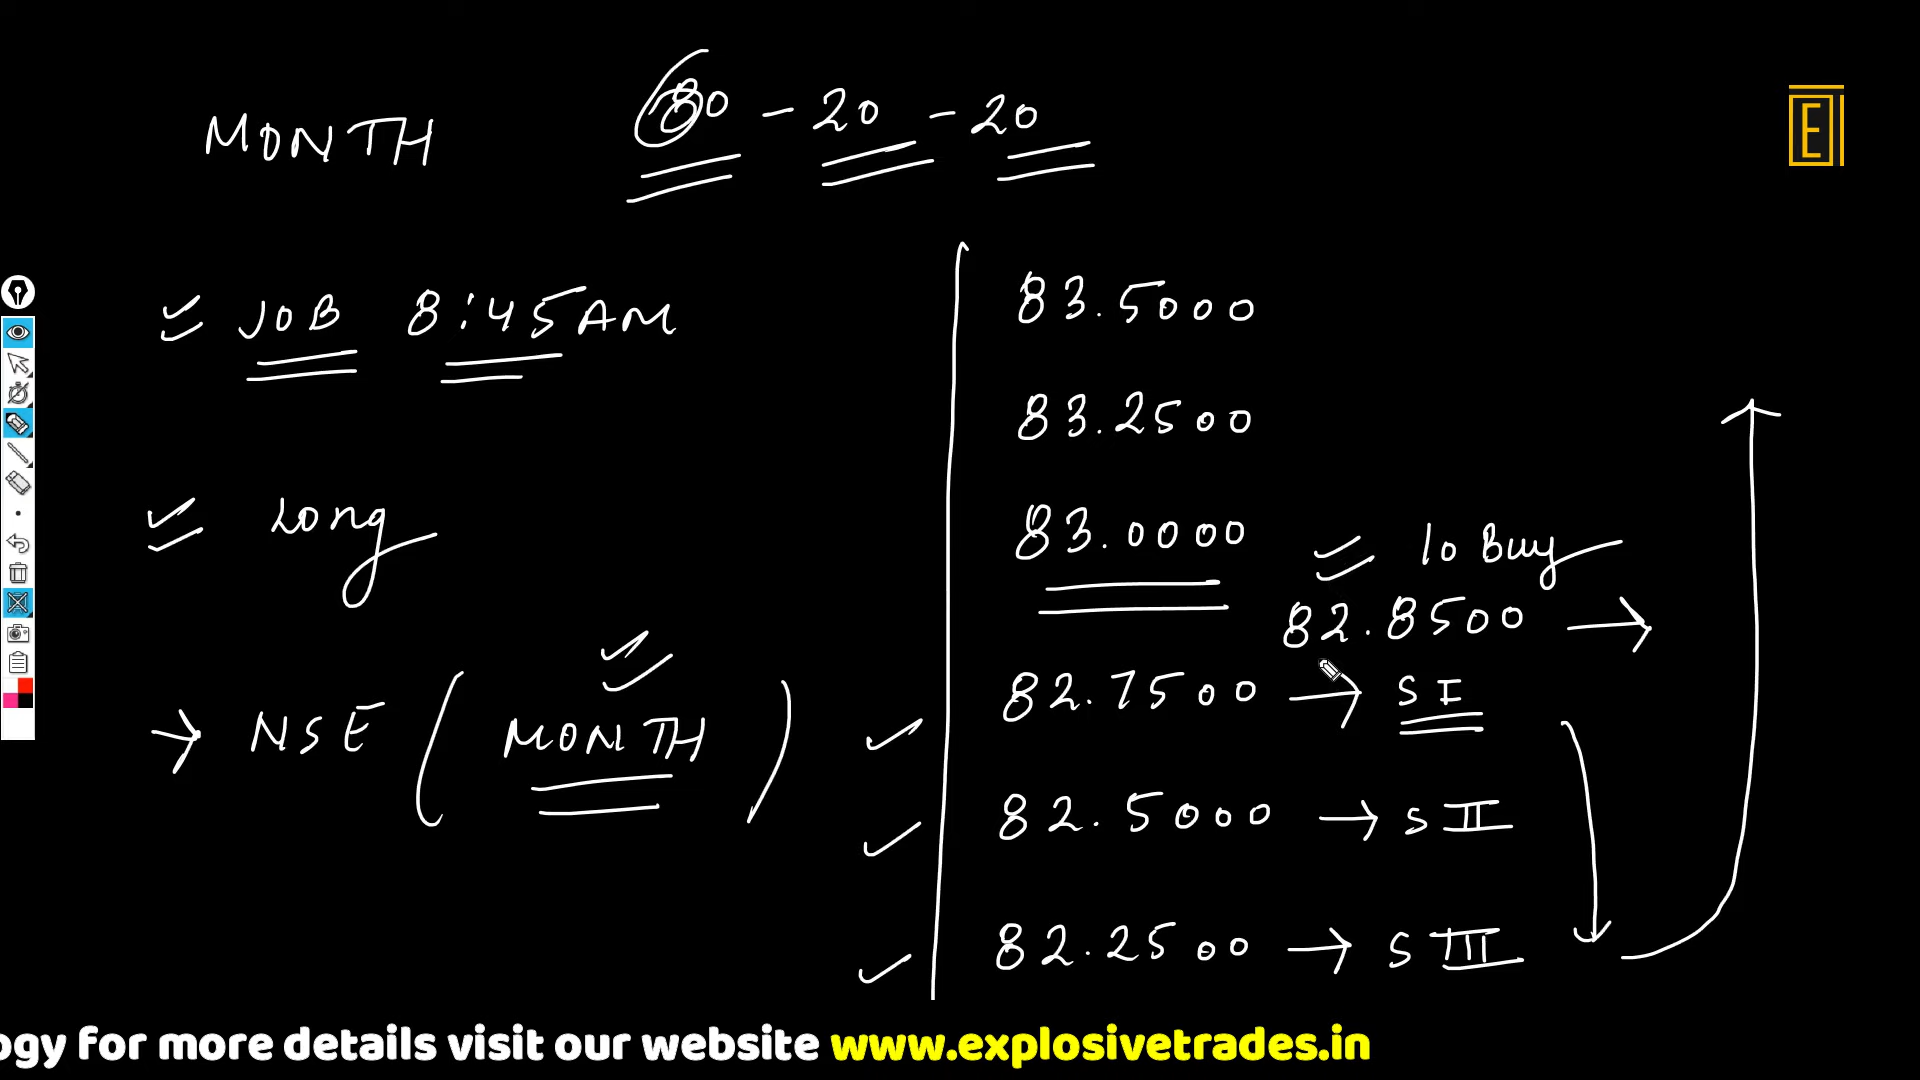 MONTH 80 - 20 - 20
E
JOB 8:45AM
Long
NSE (MONTH)
83.5000
83.2500
83.0000 10 Buy
82.8500 →
82.7500 → S I
82.5000 → S II
82.2500 → S III
ogy for more details visit our website www.explosivetrades.in